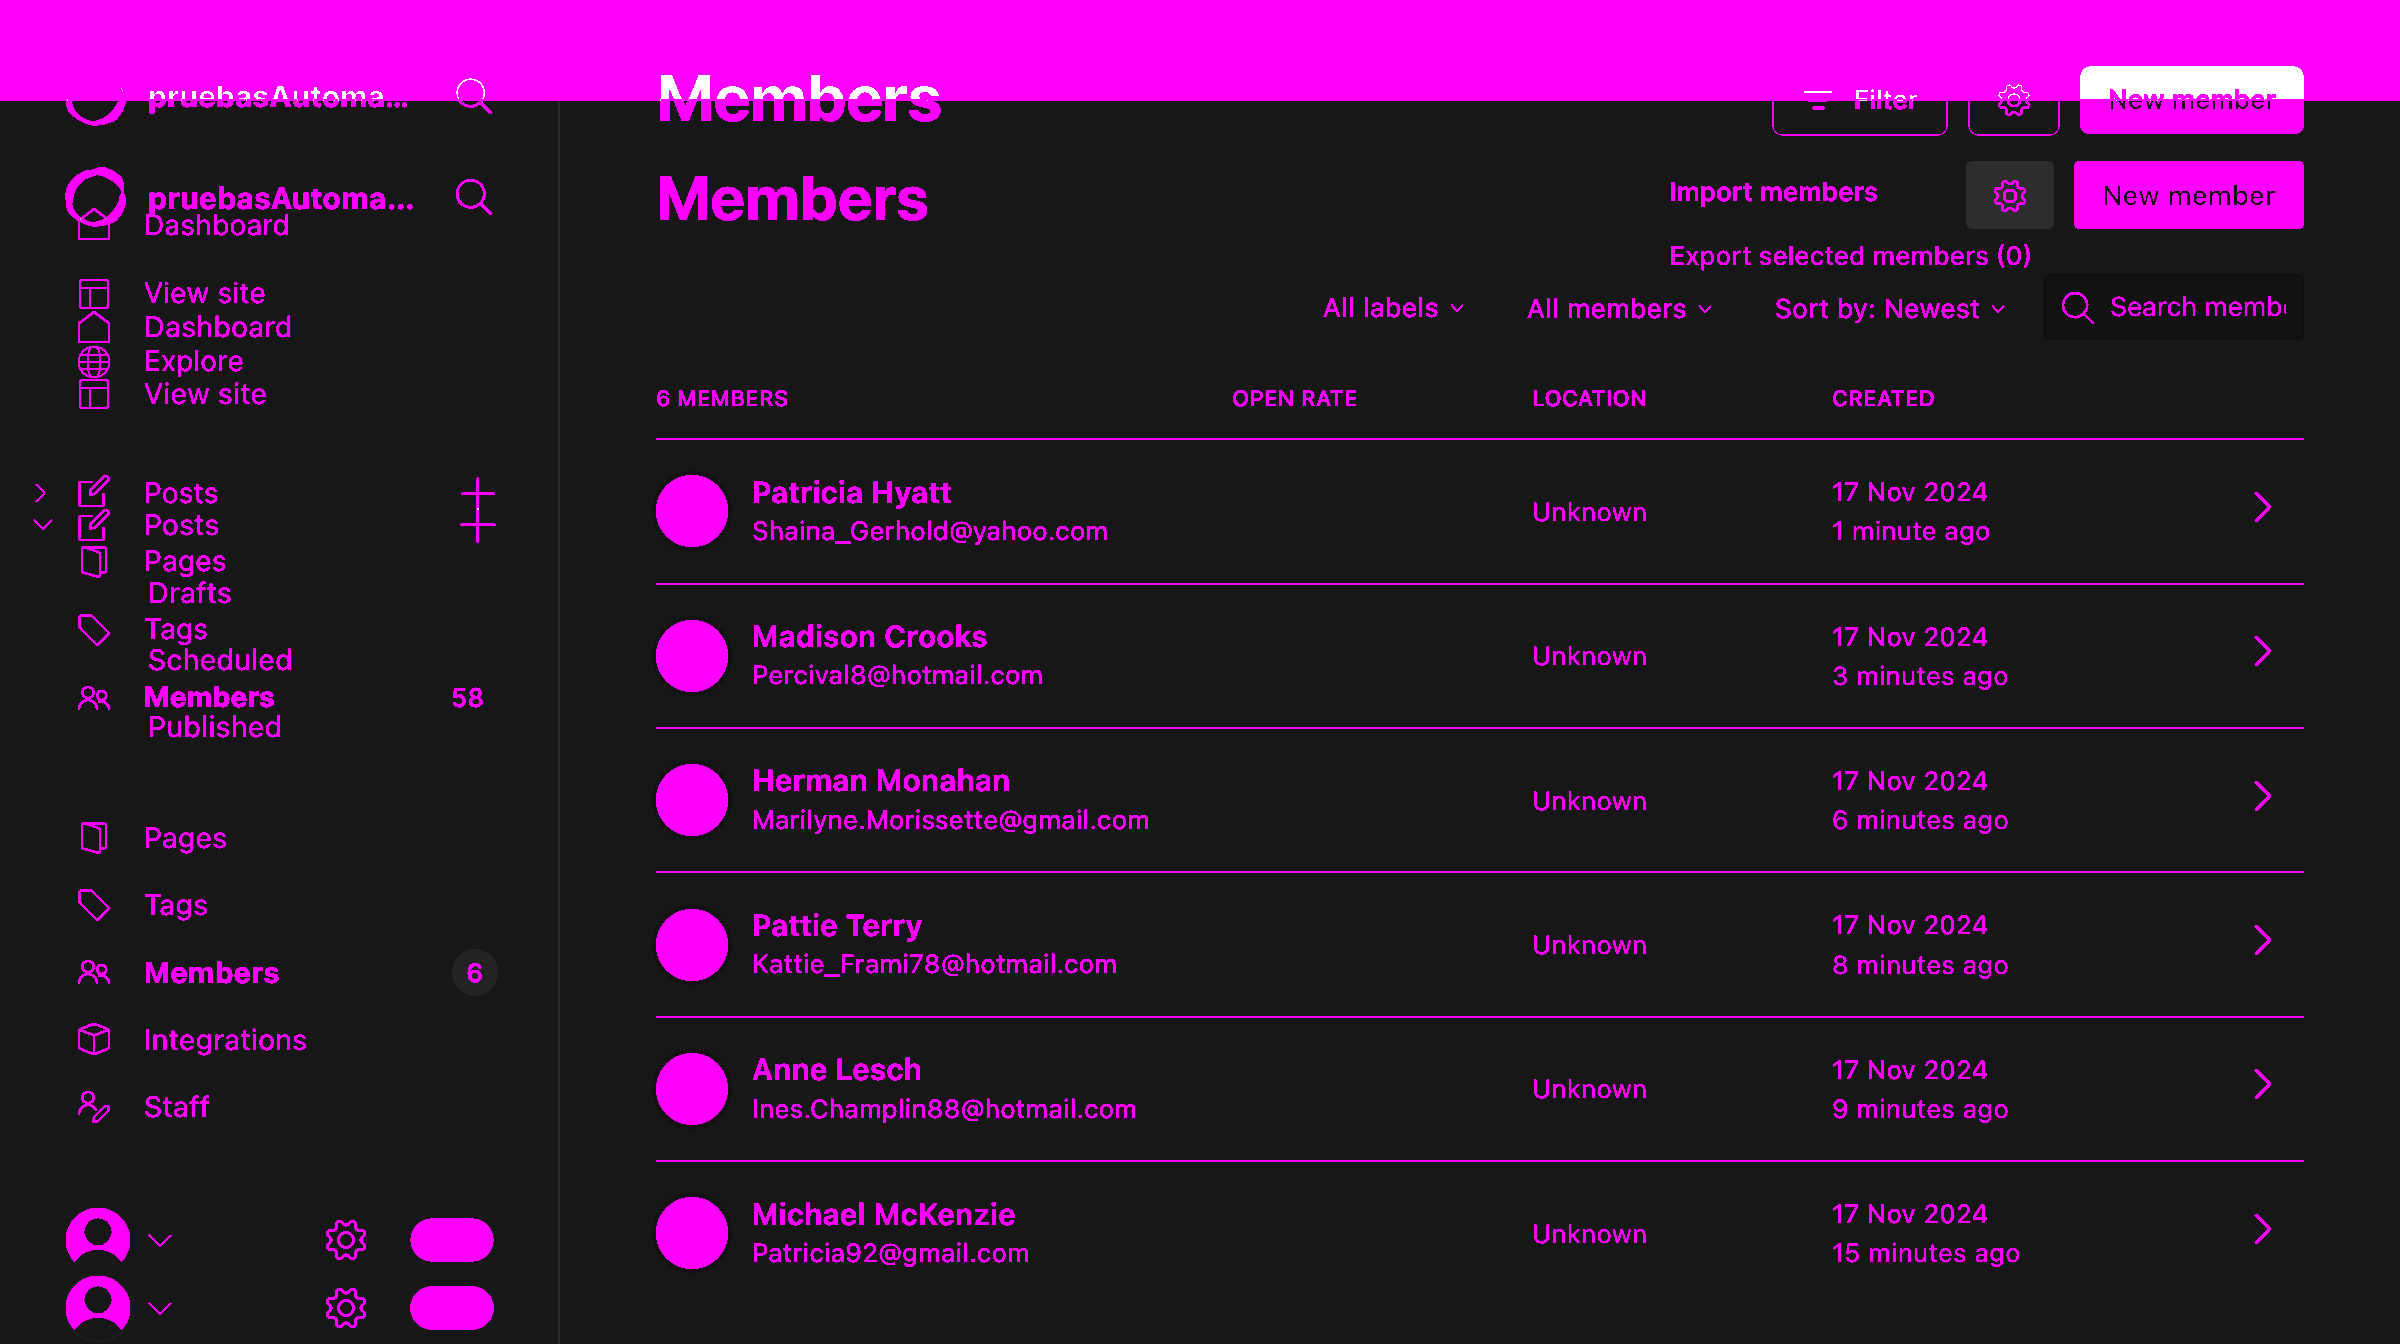 pruebasAutoma...
Members
Filter
New member
pruebasAutoma...
Members
Import members
New member
Dashboard
Export selected members (0)
View site
All labels
All members
Sort by: Newest
Search membe
Dashboard
Explore
View site
6 MEMBERS
OPEN RATE
LOCATION
CREATED
Posts
Posts
Pages
Drafts
Tags
Scheduled
Members
58
Published
Pages
Tags
Members
6
Integrations
Staff
Patricia Hyatt
Shaina_Gerhold@yahoo.com
Unknown
17 Nov 2024
1 minute ago
Madison Crooks
Percival8@hotmail.com
Unknown
17 Nov 2024
3 minutes ago
Herman Monahan
Marilyne.Morissette@gmail.com
Unknown
17 Nov 2024
6 minutes ago
Pattie Terry
Kattie_Frami78@hotmail.com
Unknown
17 Nov 2024
8 minutes ago
Anne Lesch
Ines.Champlin88@hotmail.com
Unknown
17 Nov 2024
9 minutes ago
Michael McKenzie
Patricia92@gmail.com
Unknown
17 Nov 2024
15 minutes ago